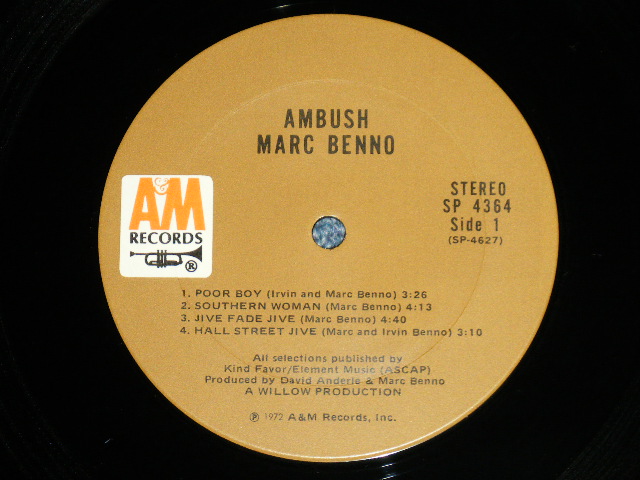 AMBUSH
MARC BENNO
A&M
RECORDS
®
STEREO
SP 4364
Side 1
(SP-4627)
1. POOR BOY (Irvin and Marc Benno) 3:26
2. SOUTHERN WOMAN (Marc Benno) 4:13
3. JIVE FADE JIVE (Marc Benno) 4:40
4. HALL STREET JIVE (Marc and Irvin Benno) 3:10
All selections published by
Kind Favor/Element Music (ASCAP)
Produced by David Anderle & Marc Benno
A WILLOW PRODUCTION
℗ 1972 A&M Records, Inc.